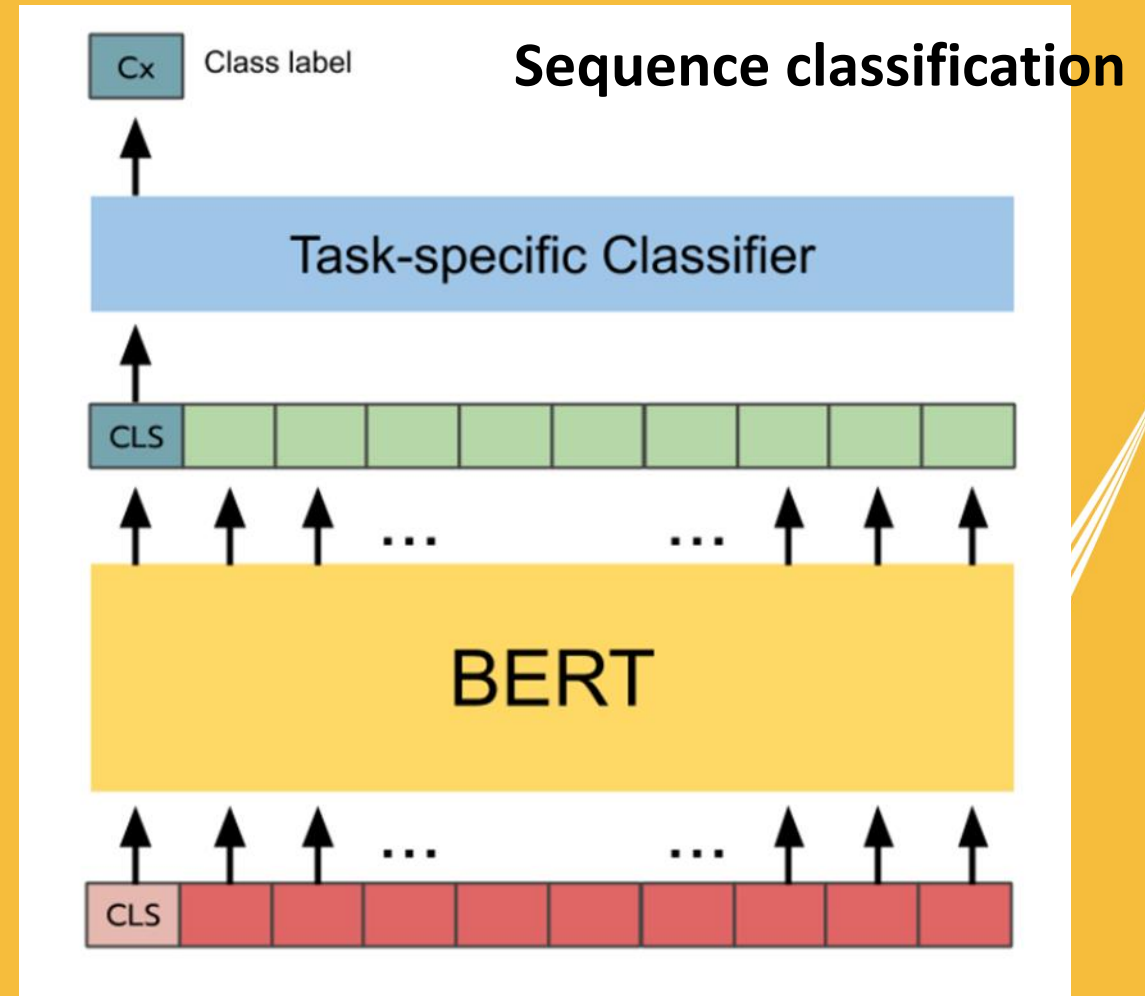 Sequence classification
Cx Class label
Task-specific Classifier
CLS
... ...
BERT
... ...
CLS